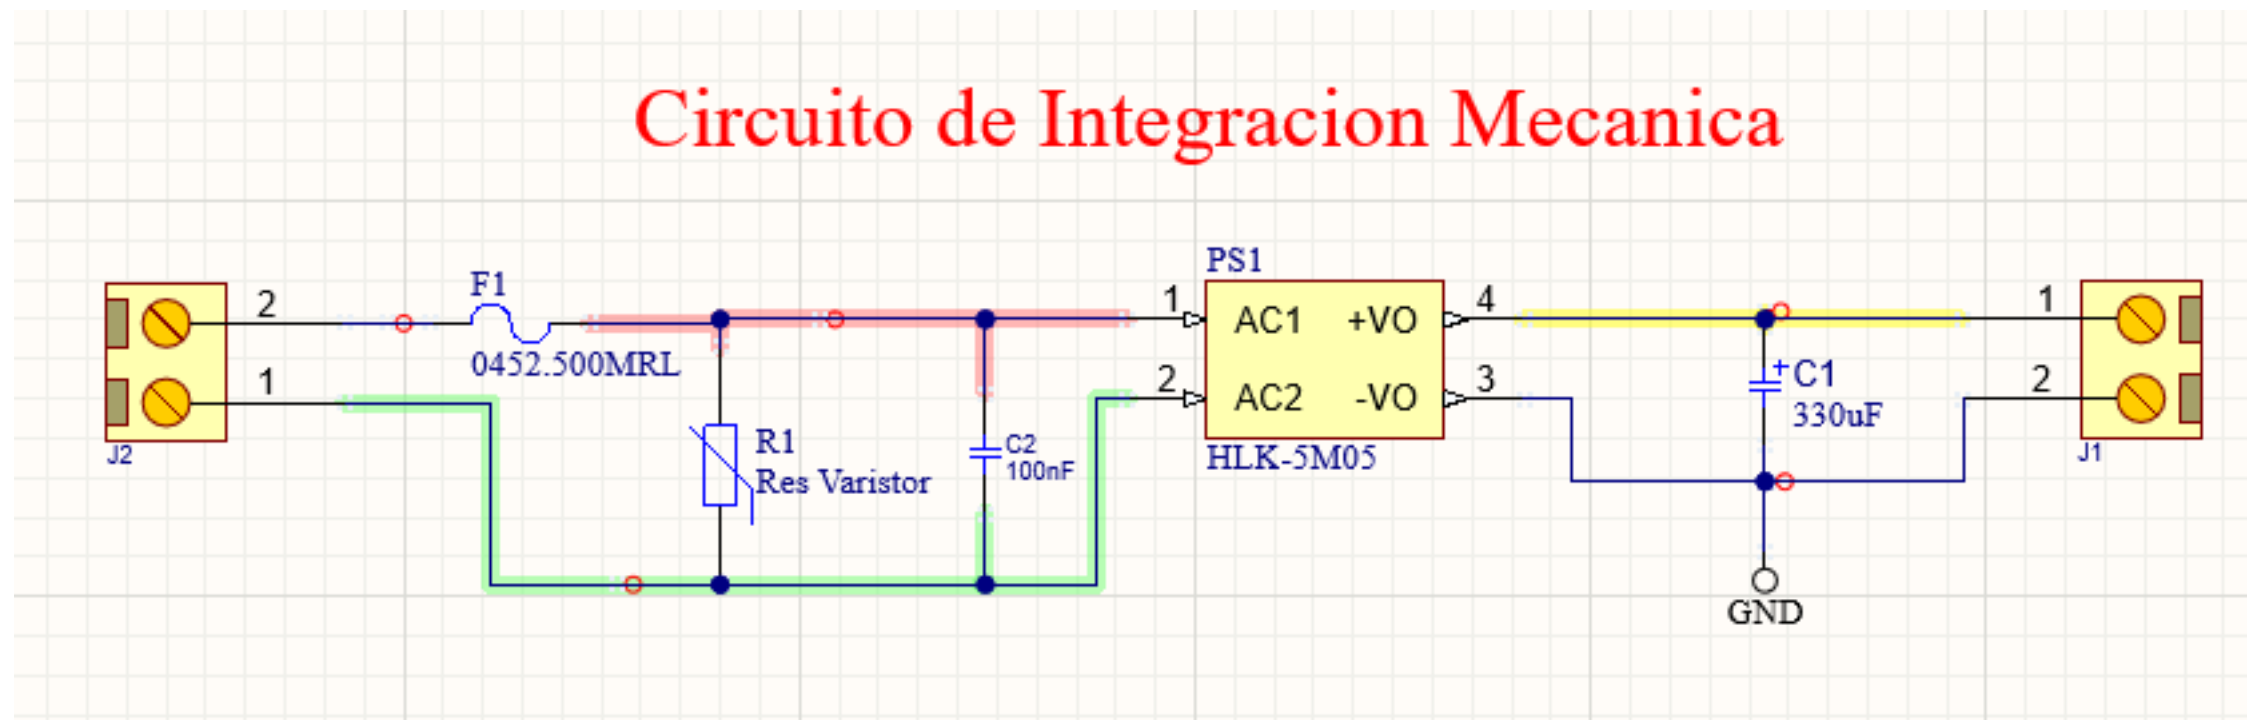 Circuito de Integracion Mecanica
PS1
F1
2
1
4
1
AC1
+VO
0452.500MRL
1
2
3
2
AC2
-VO
+
C1
330uF
J2
R1
Res Varistor
C2
100nF
HLK-5M05
J1
GND